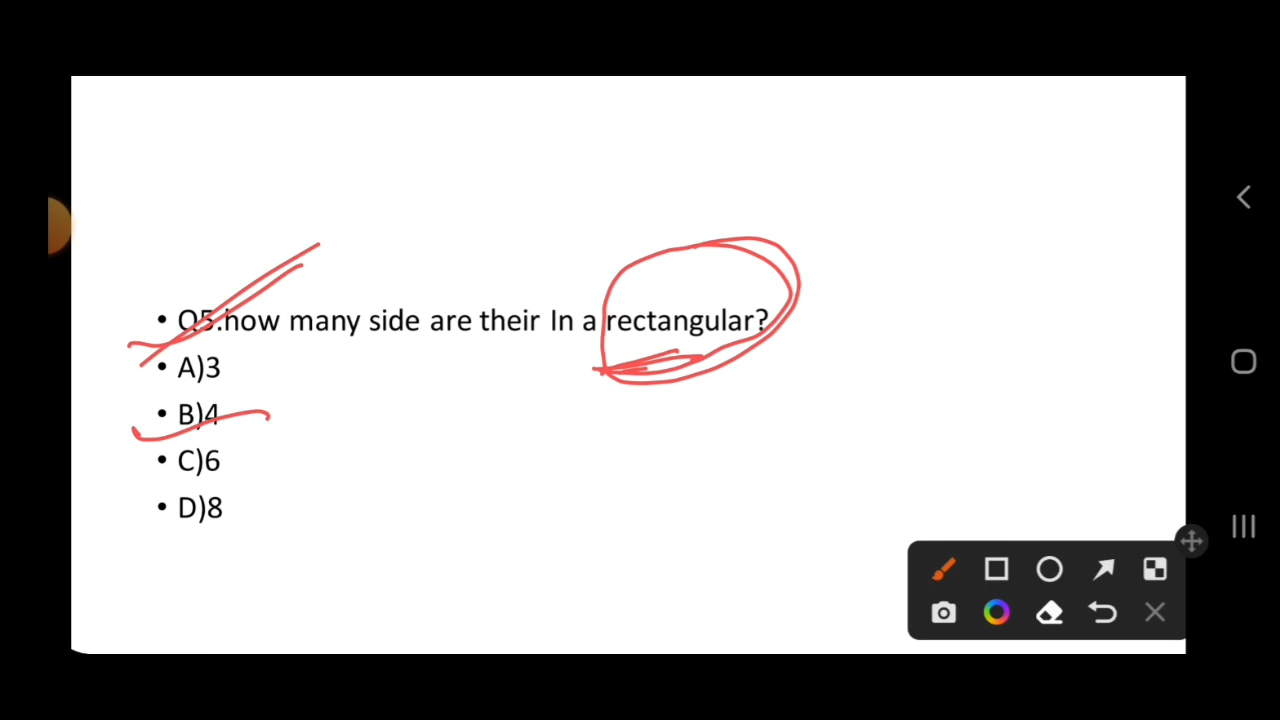 • Q5.how many side are their In a rectangular?
• A)3
• B)4
• C)6
• D)8